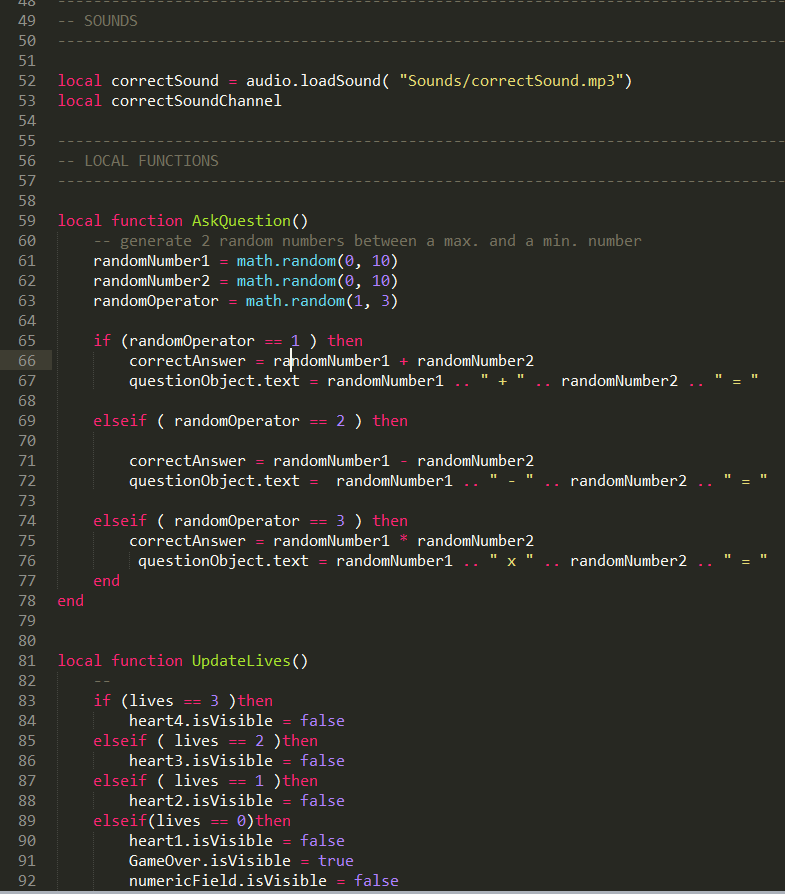 48
49 -- SOUNDS
50 -----------------------------------------------------------------------------------------
51
52 local correctSound = audio.loadSound( "Sounds/correctSound.mp3")
53 local correctSoundChannel
54
55 -----------------------------------------------------------------------------------------
56 -- LOCAL FUNCTIONS
57 -----------------------------------------------------------------------------------------
58
59 local function AskQuestion()
60     -- generate 2 random numbers between a max. and a min. number
61     randomNumber1 = math.random(0, 10)
62     randomNumber2 = math.random(0, 10)
63     randomOperator = math.random(1, 3)
64
65     if (randomOperator == 1 ) then
66         correctAnswer = randomNumber1 + randomNumber2
67         questionObject.text = randomNumber1 .. " + " .. randomNumber2 .. " = "
68
69     elseif ( randomOperator == 2 ) then
70
71         correctAnswer = randomNumber1 - randomNumber2
72         questionObject.text =  randomNumber1 .. " - " .. randomNumber2 .. " = "
73
74     elseif ( randomOperator == 3 ) then
75         correctAnswer = randomNumber1 * randomNumber2
76          questionObject.text = randomNumber1 .. " x " .. randomNumber2 .. " = "
77     end
78 end
79
80
81 local function UpdateLives()
82     --
83     if (lives == 3 )then
84         heart4.isVisible = false
85     elseif ( lives == 2 )then
86         heart3.isVisible = false
87     elseif ( lives == 1 )then
88         heart2.isVisible = false
89     elseif(lives == 0)then
90         heart1.isVisible = false
91         GameOver.isVisible = true
92         numericField.isVisible = false